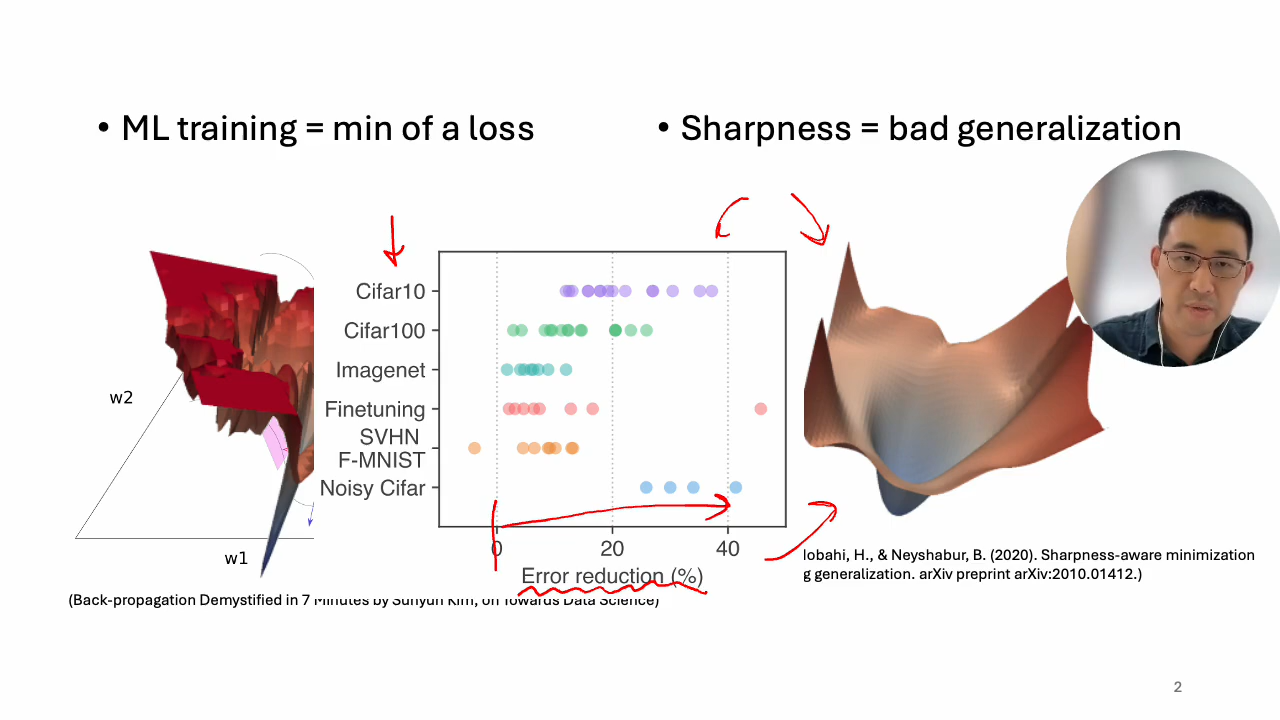 • ML training = min of a loss
• Sharpness = bad generalization
w2
w1
Cifar10
Cifar100
Imagenet
Finetuning
SVHN
F-MNIST
Noisy Cifar
0 20 40
Error reduction (%)
(Back-propagation Demystified in 7 Minutes by Sunyun Kim, on Towards Data Science)
H., & Neyshabur, B. (2020). Sharpness-aware minimization
generalization. arXiv preprint arXiv:2010.01412.)
2